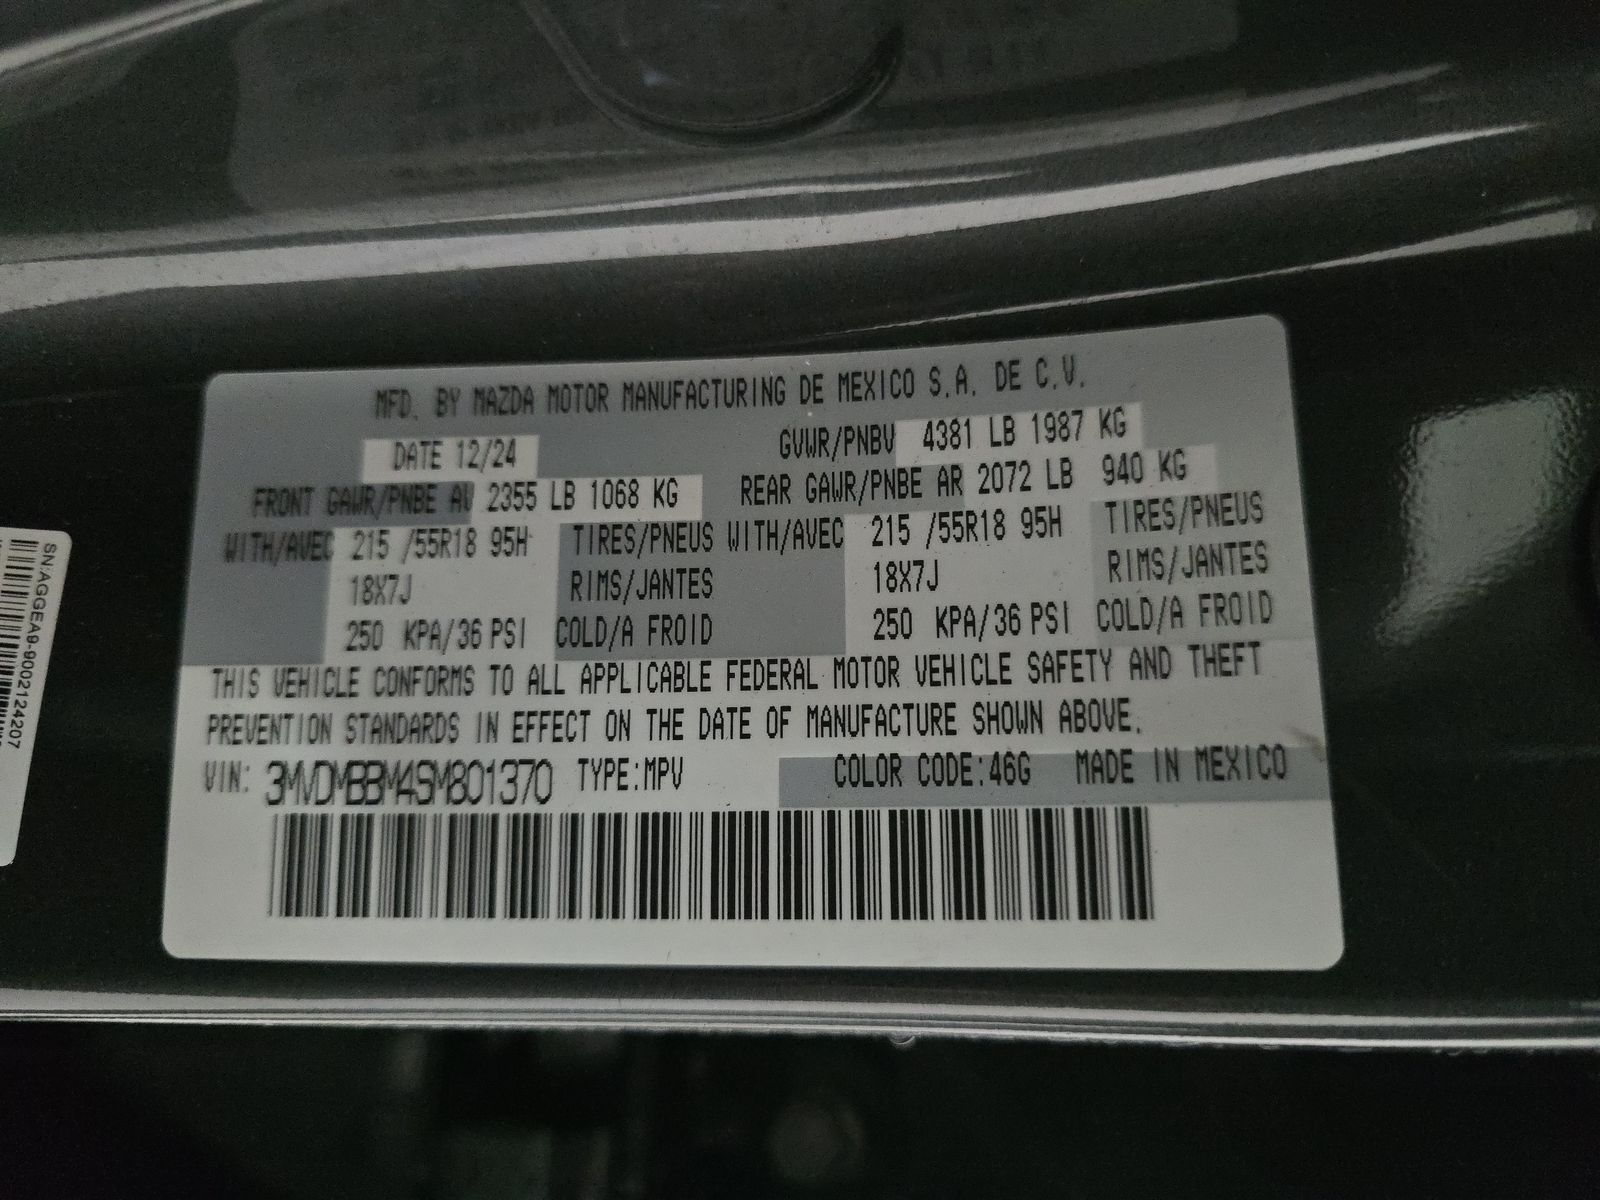 MFD. BY MAZDA MOTOR MANUFACTURING DE MEXICO S.A. DE C.V.
DATE 12/24 GVWR/PNBV 4381 LB 1987 KG
FRONT GAWR/PNBE AV 2355 LB 1068 KG REAR GAWR/PNBE AR 2072 LB 940 KG
WITH/AVEC 215 /55R18 95H TIRES/PNEUS WITH/AVEC 215 /55R18 95H TIRES/PNEUS
18X7J RIMS/JANTES 18X7J RIMS/JANTES
250 KPA/36 PSI COLD/A FROID 250 KPA/36 PSI COLD/A FROID
THIS VEHICLE CONFORMS TO ALL APPLICABLE FEDERAL MOTOR VEHICLE SAFETY AND THEFT
PREVENTION STANDARDS IN EFFECT ON THE DATE OF MANUFACTURE SHOWN ABOVE.
VIN: 3MVDMBBM4SM801370 TYPE:MPV COLOR CODE:46G MADE IN MEXICO
SN:AGGEA9-9002124207